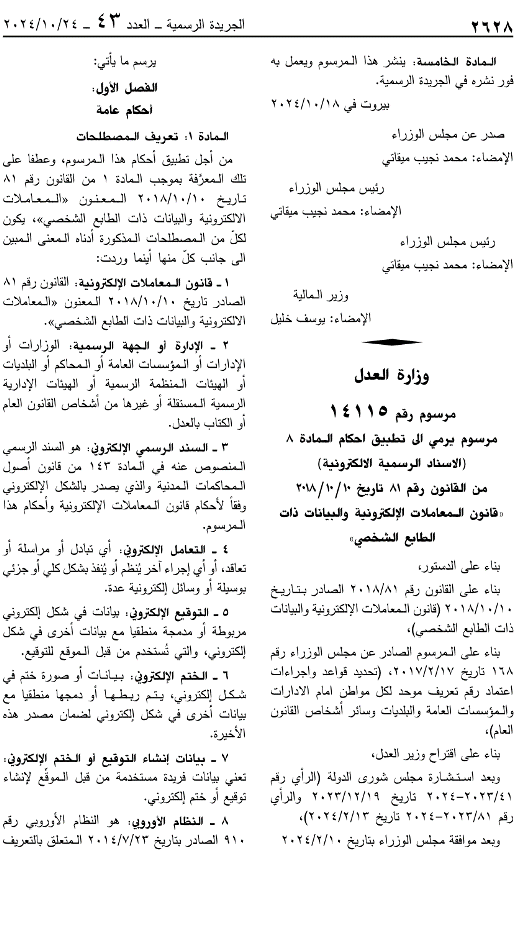 ٢٦٢٨
الجريدة الرسمية ــ العدد ٤٣ ــ ٢٠٢٤/١٠/٢٤
المادة الخامسة: ينشر هذا المرسوم ويعمل به
فور نشره في الجريدة الرسمية.
بيروت في ٢٠٢٤/١٠/١٨
صدر عن مجلس الوزراء
الإمضاء: محمد نجيب ميقاتي
رئيس مجلس الوزراء
الإمضاء: محمد نجيب ميقاتي
رئيس مجلس الوزراء
الإمضاء: محمد نجيب ميقاتي
وزير المالية
الإمضاء: يوسف خليل
وزارة العدل
مرسوم رقم ١٤١١٥
مرسوم يرمي الى تطبيق احكام المادة ٨
(الاسناد الرسمية الالكترونية)
من القانون رقم ٨١ تاريخ ٢٠١٨/١٠/١٠
«قانون المعاملات الإلكترونية والبيانات ذات
الطابع الشخصي»
بناء على الدستور،
بناء على القانون رقم ٢٠١٨/٨١ الصادر بتاريخ
٢٠١٨/١٠/١٠ (قانون المعاملات الإلكترونية والبيانات
ذات الطابع الشخصي)،
بناء على المرسوم الصادر عن مجلس الوزراء رقم
١٦٨ تاريخ ٢٠١٧/٢/١٧، (تحديد قواعد واجراءات
اعتماد رقم تعريف موحد لكل مواطن امام الادارات
والمؤسسات العامة والبلديات وسائر أشخاص القانون
العام)،
بناء على اقتراح وزير العدل،
وبعد استشارة مجلس شورى الدولة (الرأي رقم
٢٠٢٣/٤١-٢٠٢٤ تاريخ ٢٠٢٣/١٢/١٩ والرأي
رقم ٢٠٢٣/٨١-٢٠٢٤ تاريخ ٢٠٢٤/٢/١٣)،
وبعد موافقة مجلس الوزراء بتاريخ ٢٠٢٤/٢/١٠
يرسم ما يأتي:
الفصل الأول:
أحكام عامة
المادة ١: تعريف المصطلحات
من أجل تطبيق أحكام هذا المرسوم، وعطفا على
تلك المعرّفة بموجب المادة ١ من القانون رقم ٨١
تاريخ ٢٠١٨/١٠/١٠ المعنون «المعاملات
الالكترونية والبيانات ذات الطابع الشخصي»، يكون
لكلّ من المصطلحات المذكورة أدناه المعنى المبين
الى جانب كلّ منها أينما وردت:
١ ــ قانون المعاملات الإلكترونية: القانون رقم ٨١
الصادر تاريخ ٢٠١٨/١٠/١٠ المعنون «المعاملات
الالكترونية والبيانات ذات الطابع الشخصي».
٢ ــ الإدارة أو الجهة الرسمية: الوزارات أو
الإدارات أو المؤسسات العامة أو المحاكم أو البلديات
أو الهيئات المنظمة الرسمية أو الهيئات الإدارية
الرسمية المستقلة أو غيرها من أشخاص القانون العام
أو الكتاب بالعدل.
٣ ــ السند الرسمي الإلكتروني: هو السند الرسمي
المنصوص عنه في المادة ١٤٣ من قانون أصول
المحاكمات المدنية والذي يصدر بالشكل الإلكتروني
وفقاً لأحكام قانون المعاملات الإلكترونية وأحكام هذا
المرسوم.
٤ ــ التعامل الإلكتروني: أي تبادل أو مراسلة أو
تعاقد، أو أي إجراء آخر يُنظم أو يُنفذ بشكل كلي أو جزئي
بوسيلة أو وسائل إلكترونية عدة.
٥ ــ التوقيع الإلكتروني: بيانات في شكل إلكتروني
مربوطة أو مدمجة منطقيا مع بيانات أخرى في شكل
إلكتروني، والتي تُستخدم من قبل الموقع للتوقيع.
٦ ــ الختم الإلكتروني: بيانات أو صورة ختم في
شكل إلكتروني، يتم ربطها أو دمجها منطقيا مع
بيانات أخرى في شكل إلكتروني لضمان مصدر هذه
الأخيرة.
٧ ــ بيانات إنشاء التوقيع أو الختم الإلكتروني:
تعني بيانات فريدة مستخدمة من قبل الموقّع لإنشاء
توقيع أو ختم إلكتروني.
٨ ــ النظام الأوروبي: هو النظام الأوروبي رقم
٩١٠ الصادر بتاريخ ٢٠١٤/٧/٢٣ المتعلق بالتعريف